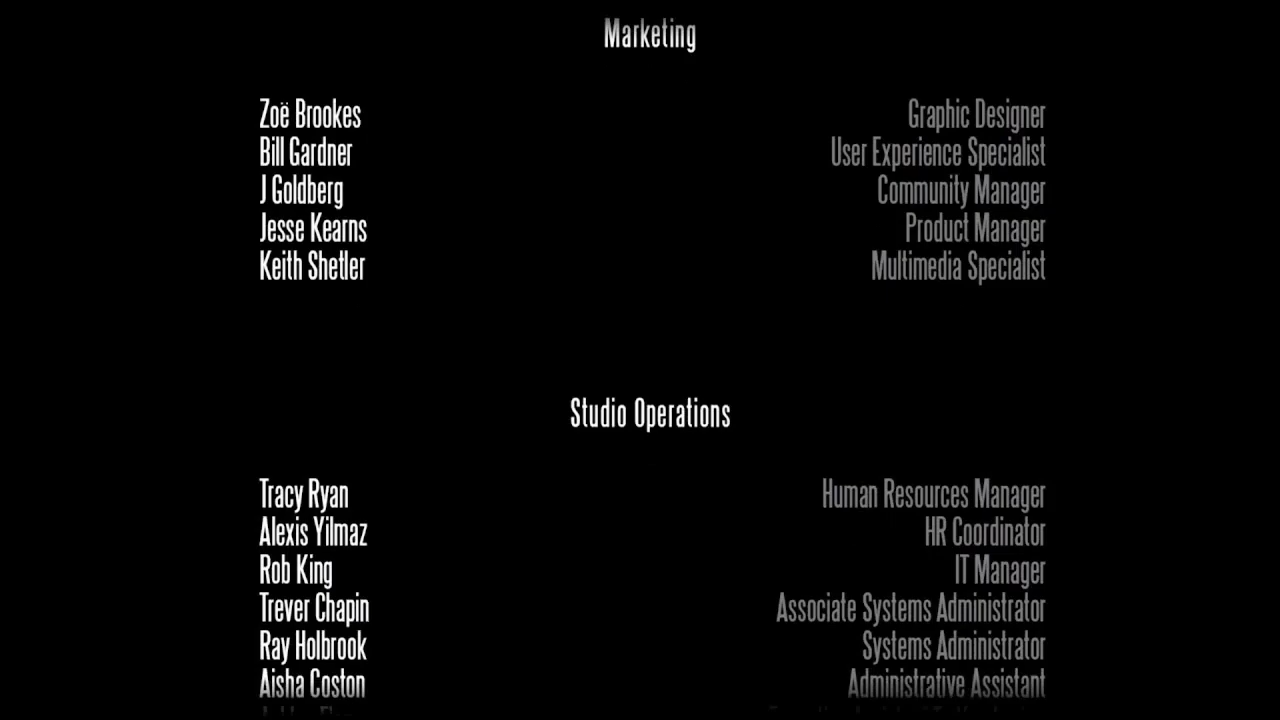 Marketing
Zoë Brookes Graphic Designer
Bill Gardner User Experience Specialist
J Goldberg Community Manager
Jesse Kearns Product Manager
Keith Shetler Multimedia Specialist
Studio Operations
Tracy Ryan Human Resources Manager
Alexis Yilmaz HR Coordinator
Rob King IT Manager
Trever Chapin Associate Systems Administrator
Ray Holbrook Systems Administrator
Aisha Coston Administrative Assistant